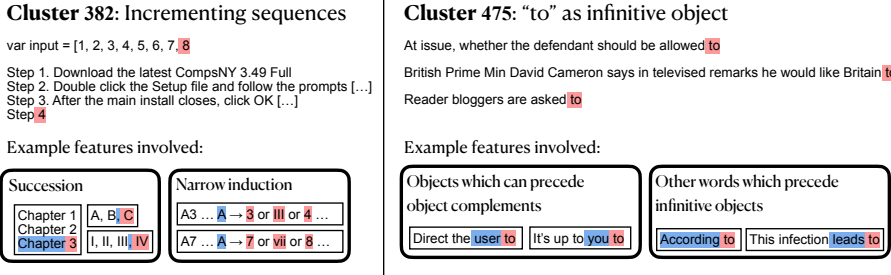 Cluster 382: Incrementing sequences
var input = [1, 2, 3, 4, 5, 6, 7, 8
Step 1. Download the latest CompsNY 3.49 Full
Step 2. Double click the Setup file and follow the prompts […]
Step 3. After the main install closes, click OK […]
Step 4
Example features involved:
Succession
Chapter 1
Chapter 2
Chapter 3
A, B, C
I, II, III, IV
Narrow induction
A3 … A → 3 or III or 4 …
A7 … A → 7 or vii or 8 …
Cluster 475: “to” as infinitive object
At issue, whether the defendant should be allowed to
British Prime Min David Cameron says in televised remarks he would like Britain to
Reader bloggers are asked to
Example features involved:
Objects which can precede
object complements
Direct the user to
It's up to you to
Other words which precede
infinitive objects
According to
This infection leads to